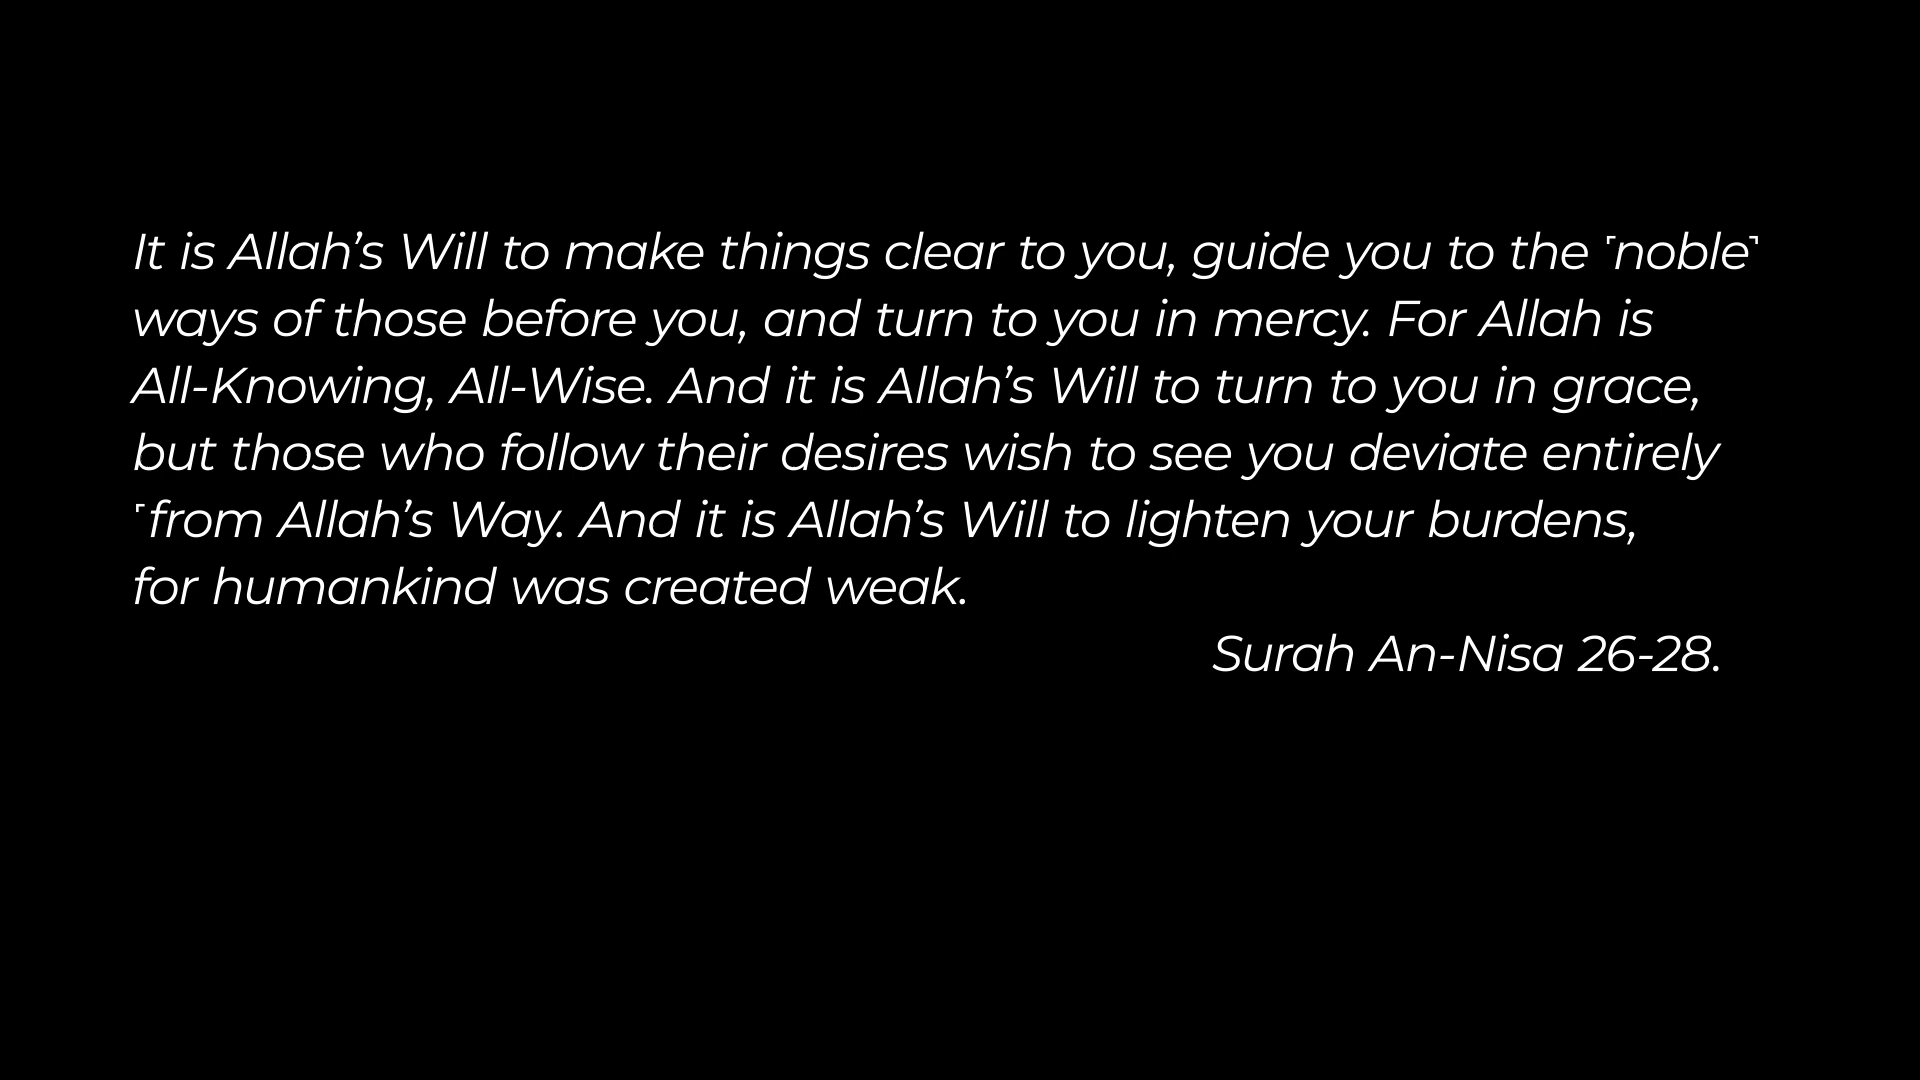 It is Allah’s Will to make things clear to you, guide you to the ˹noble˺
ways of those before you, and turn to you in mercy. For Allah is
All-Knowing, All-Wise. And it is Allah’s Will to turn to you in grace,
but those who follow their desires wish to see you deviate entirely
˹from Allah’s Way. And it is Allah’s Will to lighten your burdens,
for humankind was created weak.
Surah An-Nisa 26-28.